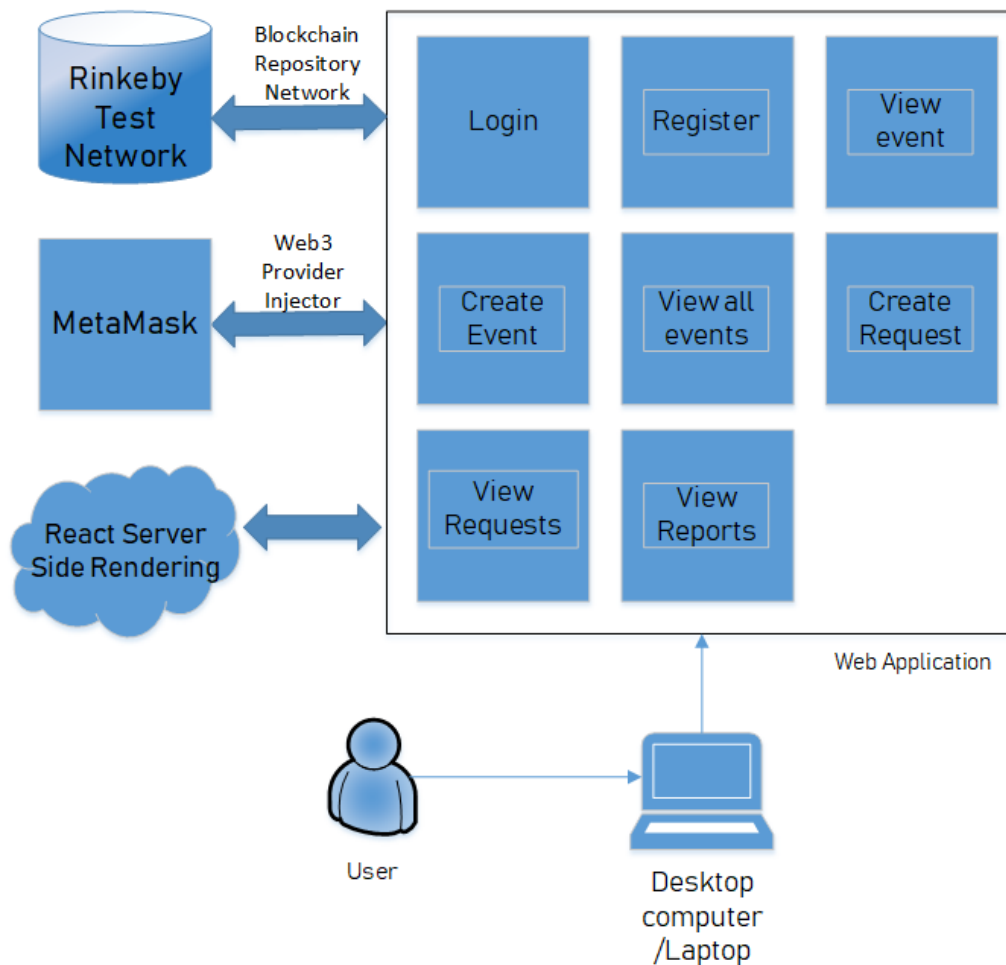 Rinkeby
Test
Network
Blockchain
Repository
Network
Login
Register
View
event
MetaMask
Web3
Provider
Injector
Create
Event
View all
events
Create
Request
React Server
Side Rendering
View
Requests
View
Reports
Web Application
User
Desktop
computer
/Laptop